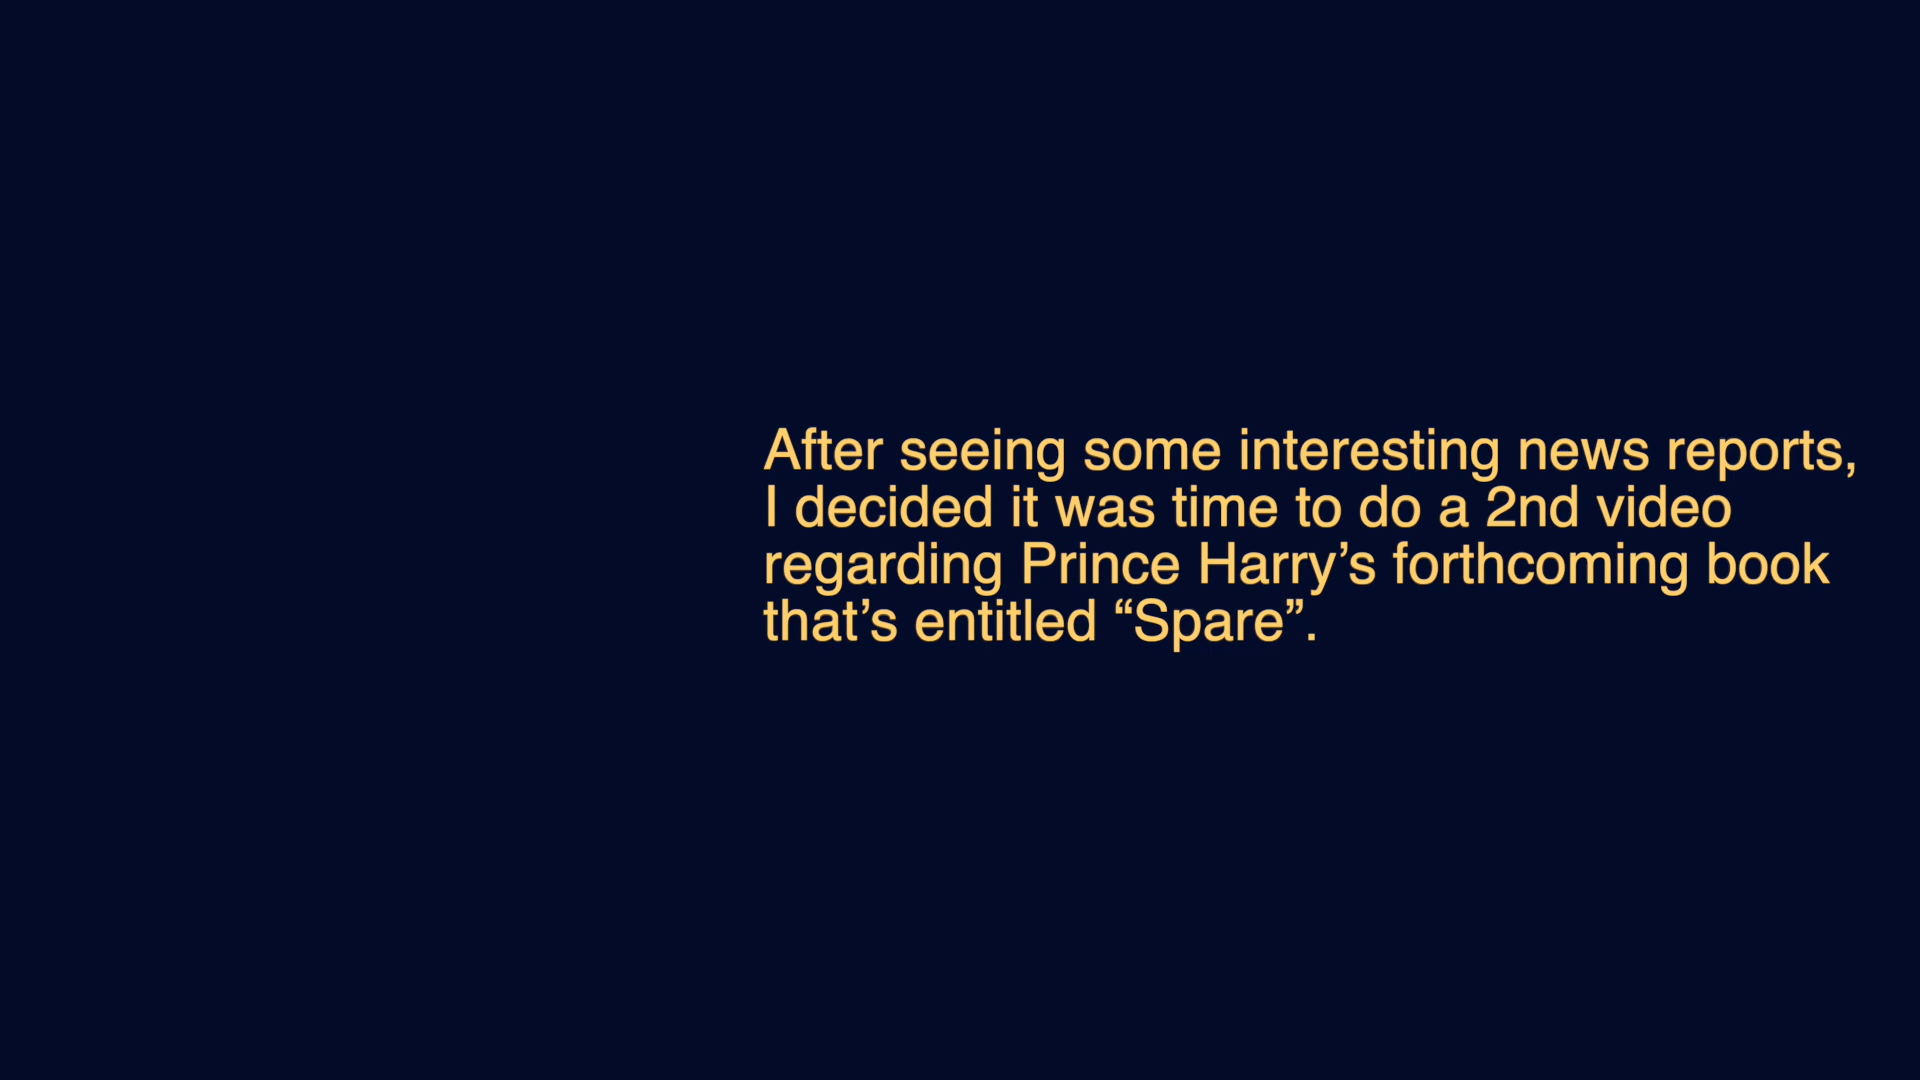 After seeing some interesting news reports,
I decided it was time to do a 2nd video
regarding Prince Harry’s forthcoming book
that’s entitled “Spare”.